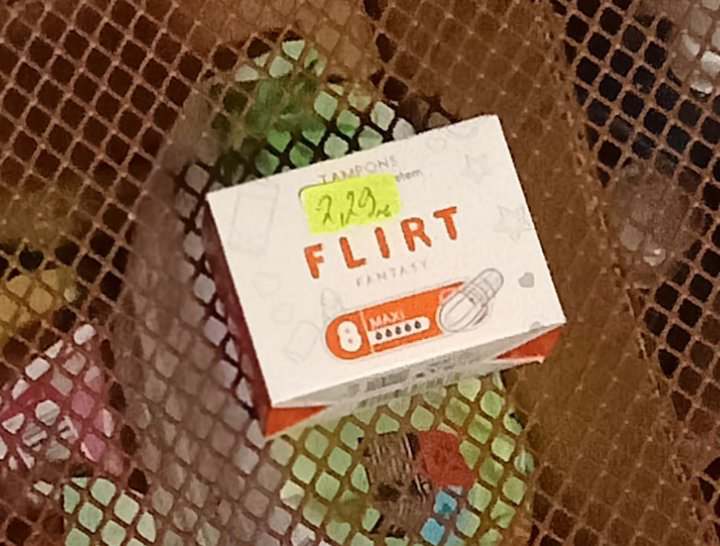 TAMPONS
2,29
FLIRT
FANTASY
8 MAXI